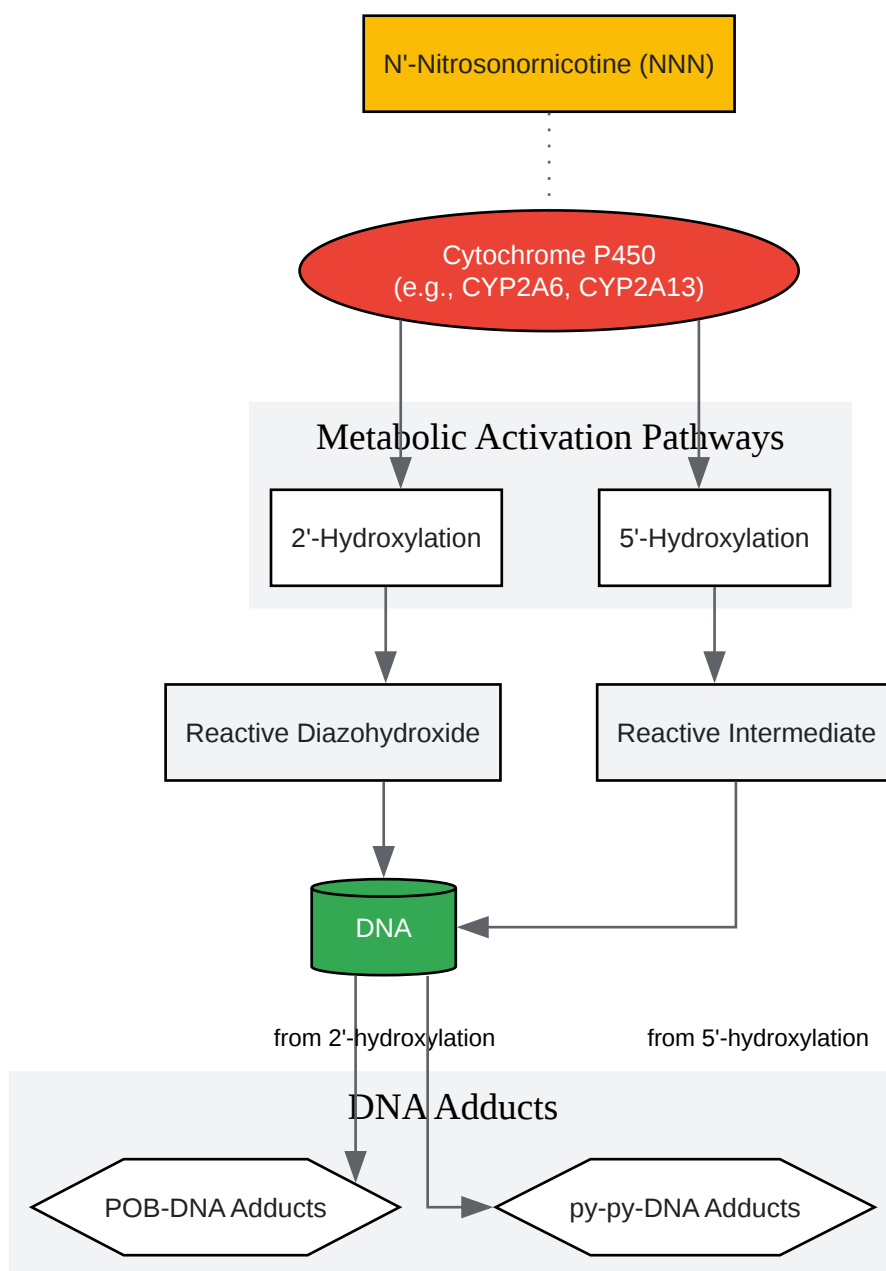 N'-Nitrosonornicotine (NNN)
Cytochrome P450
(e.g., CYP2A6, CYP2A13)
Metabolic Activation Pathways
2'-Hydroxylation
5'-Hydroxylation
Reactive Diazohydroxide
Reactive Intermediate
DNA
from 2'-hydroxylation
from 5'-hydroxylation
DNA Adducts
POB-DNA Adducts
py-py-DNA Adducts